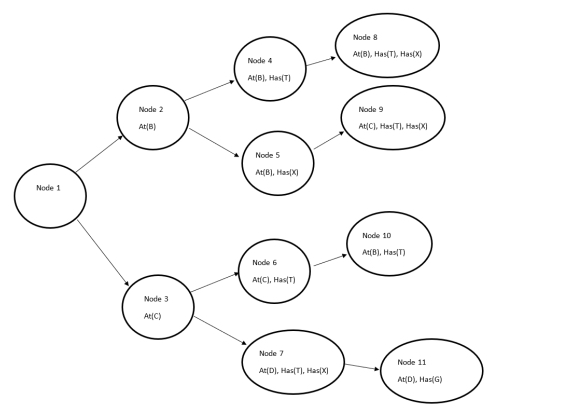 Node 1
Node 2
At(B)
Node 3
At(C)
Node 4
At(B), Has(T)
Node 5
At(B), Has(X)
Node 6
At(C), Has(T)
Node 7
At(D), Has(T), Has(X)
Node 8
At(B), Has(T), Has(X)
Node 9
At(C), Has(T), Has(X)
Node 10
At(B), Has(T)
Node 11
At(D), Has(G)